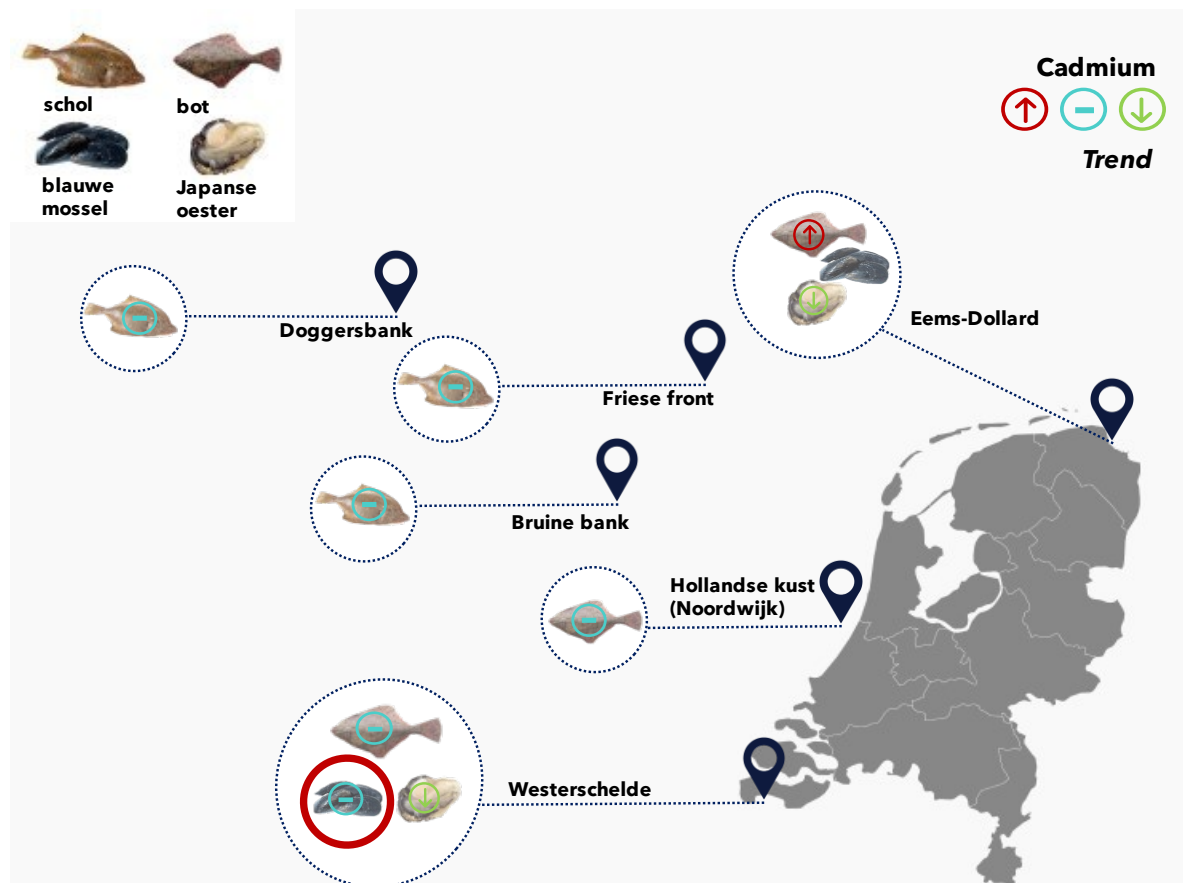 schol
bot
blauwe
mossel
Japanse
oester
Cadmium
Trend
Doggersbank
Friese front
Eems-Dollard
Bruine bank
Hollandse kust
(Noordwijk)
Westerschelde